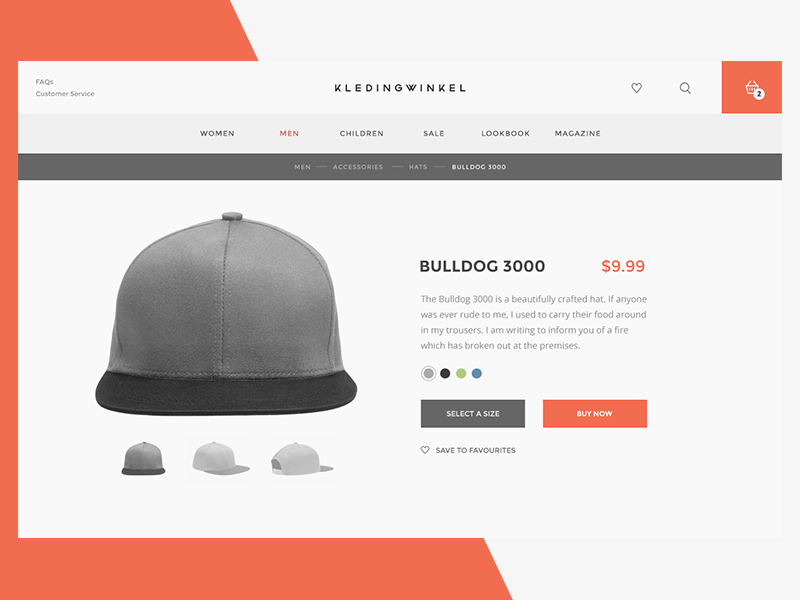 FAQs
Customer Service
KLEDINGWINKEL
2
WOMEN MEN CHILDREN SALE LOOKBOOK MAGAZINE
MEN — ACCESSORIES — HATS — BULLDOG 3000
BULLDOG 3000 $9.99
The Bulldog 3000 is a beautifully crafted hat. If anyone
was ever rude to me, I used to carry their food around
in my trousers. I am writing to inform you of a fire
which has broken out at the premises.
SELECT A SIZE BUY NOW
SAVE TO FAVOURITES